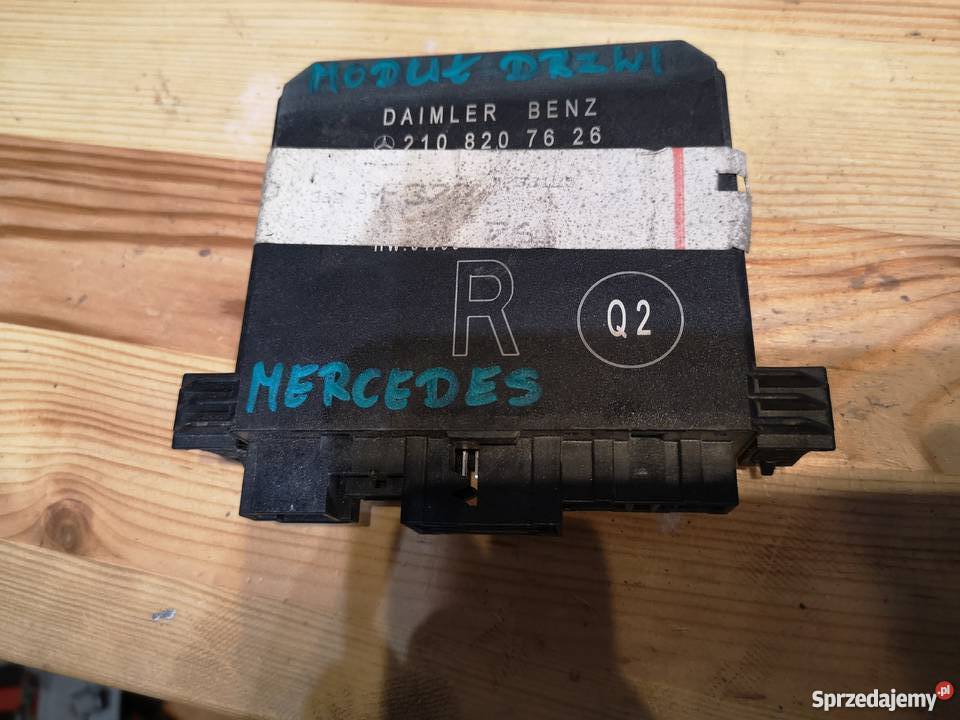 MODUŁ DRZWI
DAIMLER BENZ
210 820 76 26
R
Q2
MERCEDES
Sprzedajemy.pl